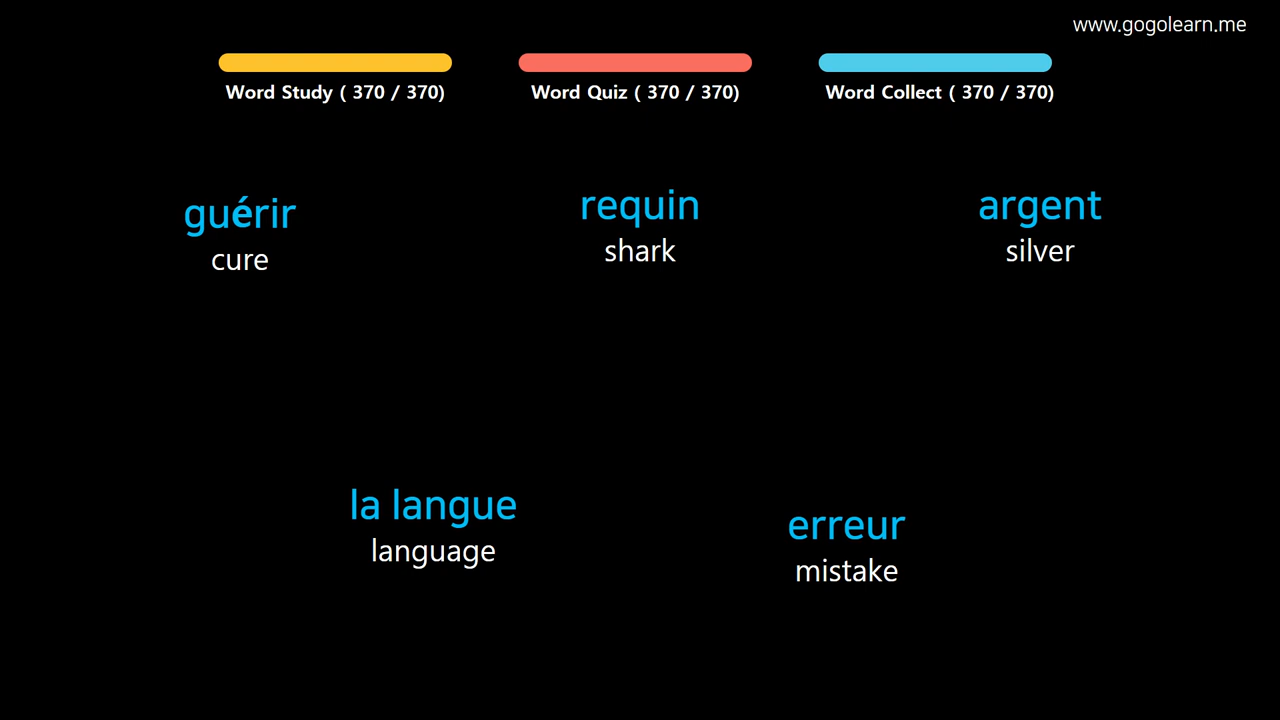 www.gogolearn.me
Word Study ( 370 / 370)
Word Quiz ( 370 / 370)
Word Collect ( 370 / 370)
guérir
cure
requin
shark
argent
silver
la langue
language
erreur
mistake